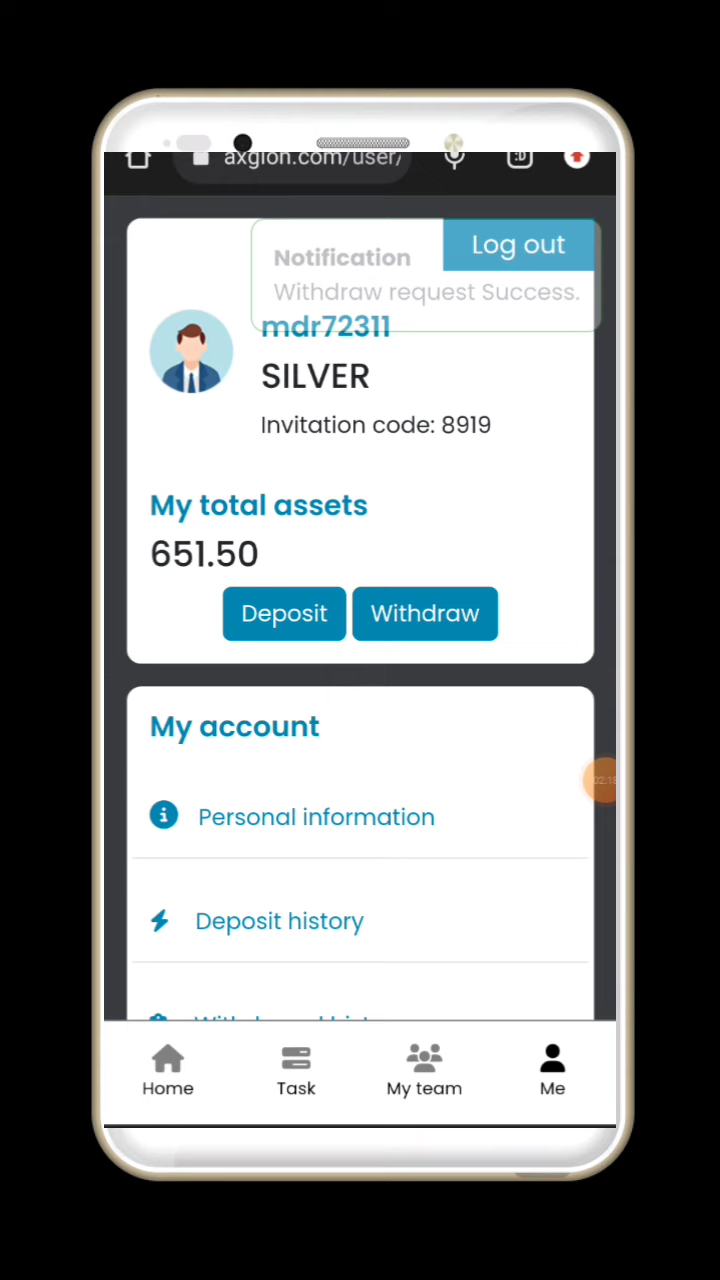 axgion.com/user/
:D
Log out
Notification
Withdraw request Success.
mdr72311
SILVER
Invitation code: 8919
My total assets
651.50
Deposit
Withdraw
My account
Personal information
Deposit history
Home
Task
My team
Me